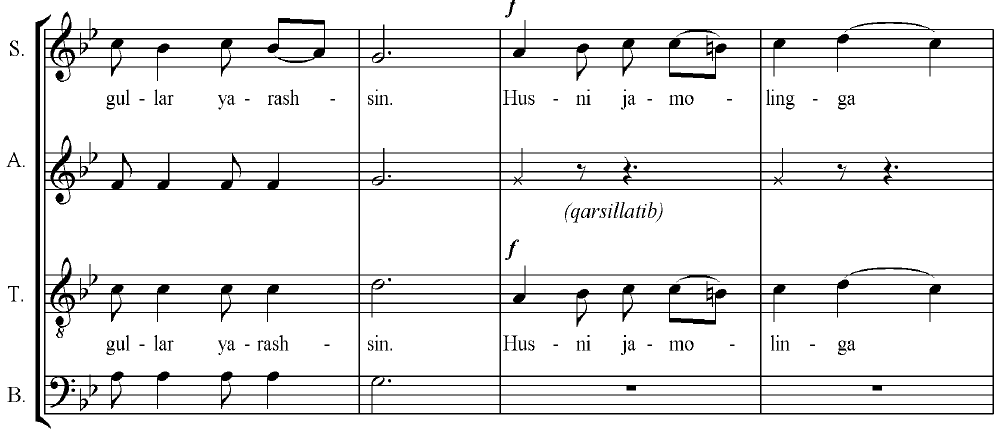 f
S.
gul - lar ya - rash - sin. Hus - ni ja - mo - ling - ga
A.
(qarsillatib)
f
T.
gul - lar ya - rash - sin. Hus - ni ja - mo - lin - ga
8
B.